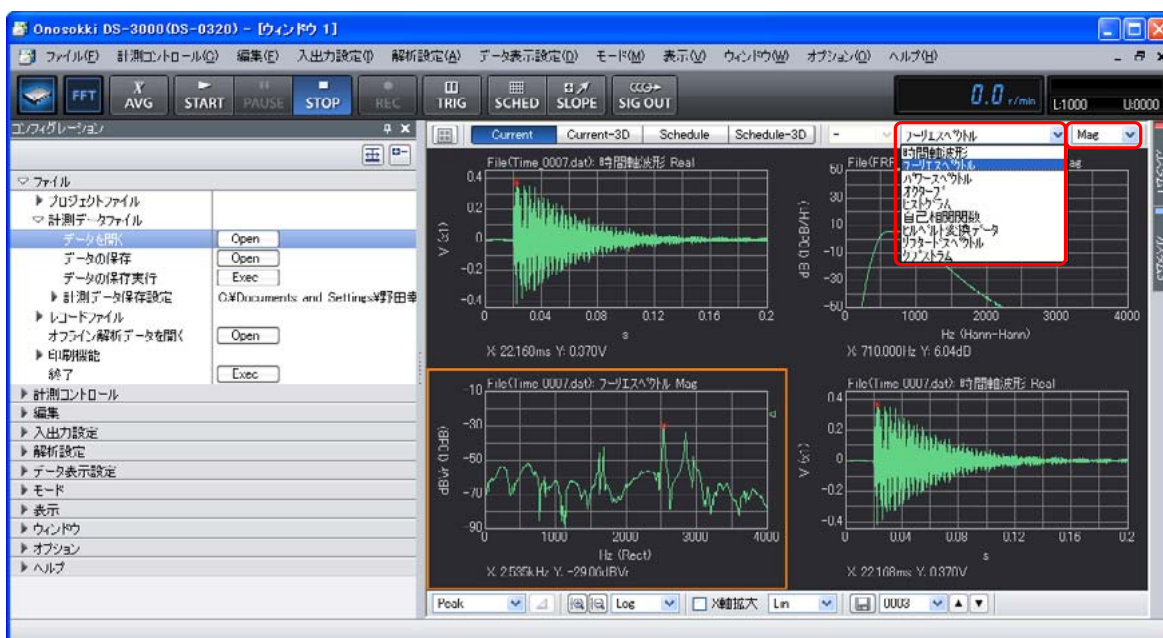 Onosokki DS-3000(DS-0320) - [ウィンドウ 1]
ファイル(F) 計測コントロール(C) 編集(E) 入出力設定(I) 解析設定(A) データ表示設定(D) モード(M) 表示(V) ウィンドウ(W) オプション(O) ヘルプ(H)
FFT X AVG START PAUSE STOP REC TRIG SCHED SLOPE SIG OUT 0.0 r/min L:1000 U:0000
コンフィグレーション
Current Current-3D Schedule Schedule-3D - フーリエスペクトル Mag
時間軸波形
フーリエスペクトル
パワースペクトル
オクターブ
ヒストグラム
自己相関関数
ヒルベルト変換データ
リフタードスペクトル
ケプストラム
ファイル
プロジェクトファイル
計測データファイル
データを開く Open
データの保存 Open
データの保存実行 Exec
計測データ保存設定 C:¥Documents and Settings¥野田幸
レコードファイル
オフライン解析データを開く Open
印刷機能
終了 Exec
計測コントロール
編集
入出力設定
解析設定
データ表示設定
モード
表示
ウィンドウ
オプション
ヘルプ
File(Time_0007.dat): 時間軸波形 Real
0.4
0.2
0
-0.2
-0.4
V (x1)
0 0.04 0.08 0.12 0.16 0.2
s
X: 22.160ms Y: 0.370V
File(FRF
50
30
10
-10
-30
-50
dB (10dB/H1)
0 1000 2000 3000 4000
Hz (Hann-Hann)
X: 710.000Hz Y: 6.04dB
File(Time_0007.dat): フーリエスペクトル Mag
-10
-30
-50
-70
-90
dBVr (10dB)
0 1000 2000 3000 4000
Hz (Rect)
X: 2.535kHz Y: -29.00dBVr
File(Time_0007.dat): 時間軸波形 Real
0.4
0.2
0
-0.2
-0.4
V (x1)
0 0.04 0.08 0.12 0.16 0.2
s
X: 22.168ms Y: 0.370V
Peak Log X軸拡大 Lin 0003